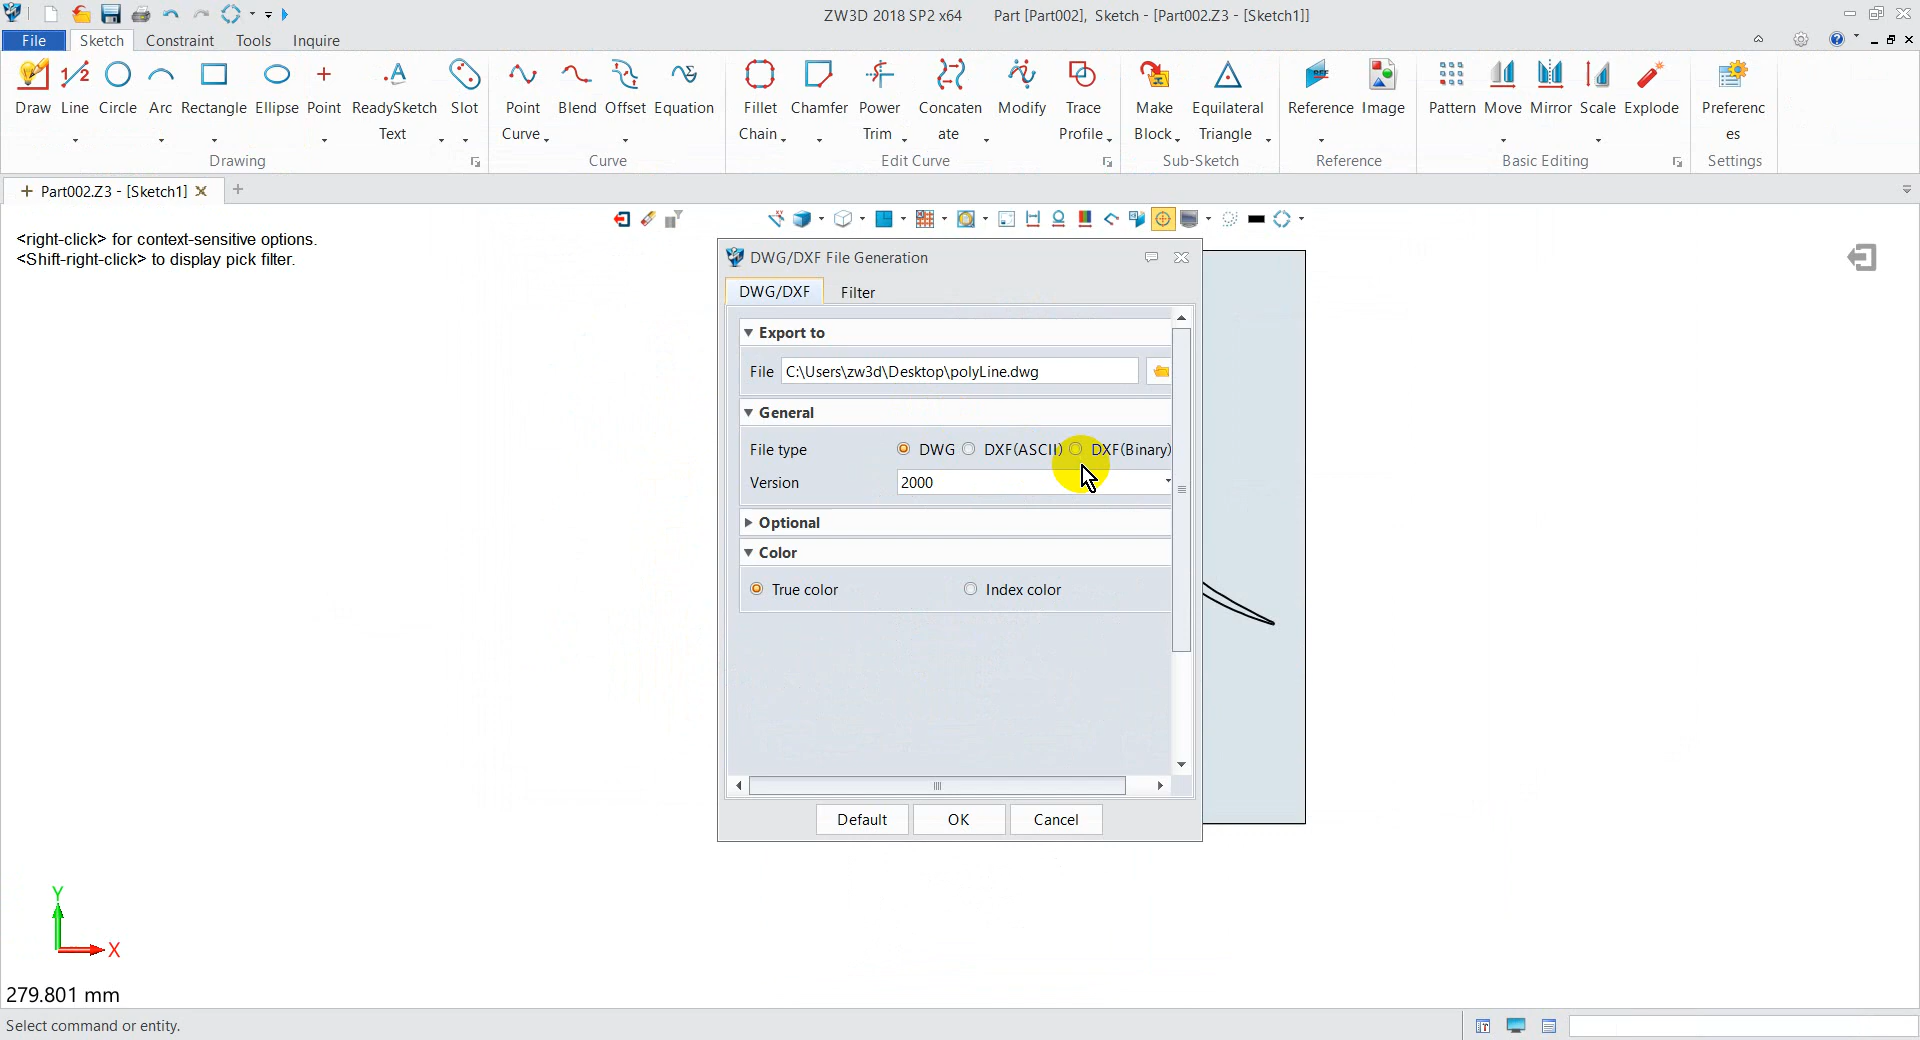 ZW3D 2018 SP2 x64 Part [Part002], Sketch - [Part002.Z3 - [Sketch1]]
File Sketch Constraint Tools Inquire
Draw Line Circle Arc Rectangle Ellipse Point ReadySketch Text Slot
Drawing
Point Curve Blend Offset Equation
Curve
Fillet Chain Chamfer Power Trim Concaten ate Modify Trace Profile
Edit Curve
Make Block Equilateral Triangle
Sub-Sketch
Reference Image
Reference
Pattern Move Mirror Scale Explode
Basic Editing
Preferenc es
Settings
Part002.Z3 - [Sketch1]
<right-click> for context-sensitive options.
<Shift-right-click> to display pick filter.
DWG/DXF File Generation
DWG/DXF Filter
Export to
File C:\Users\zw3d\Desktop\polyLine.dwg
General
File type DWG DXF(ASCII) DXF(Binary)
Version 2000
Optional
Color
True color Index color
Default OK Cancel
Y
X
279.801 mm
Select command or entity.